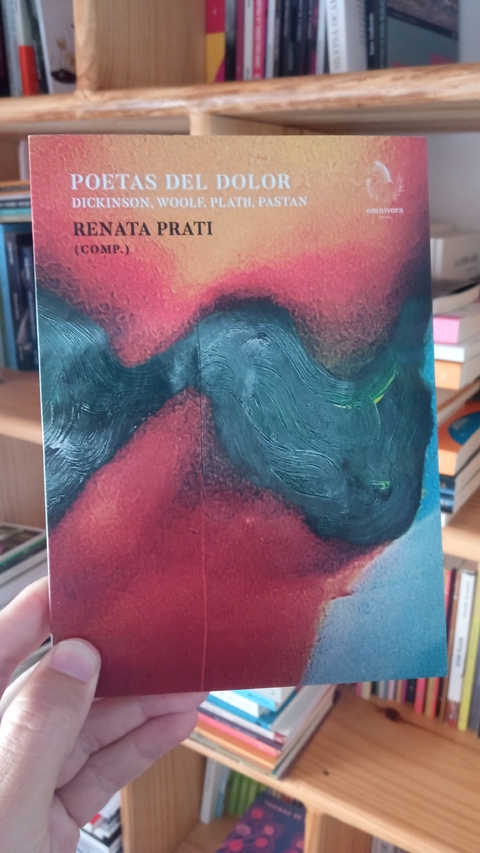 POETAS DEL DOLOR
DICKINSON, WOOLF, PLATH, PASTAN
RENATA PRATI
(COMP.)
omnívora